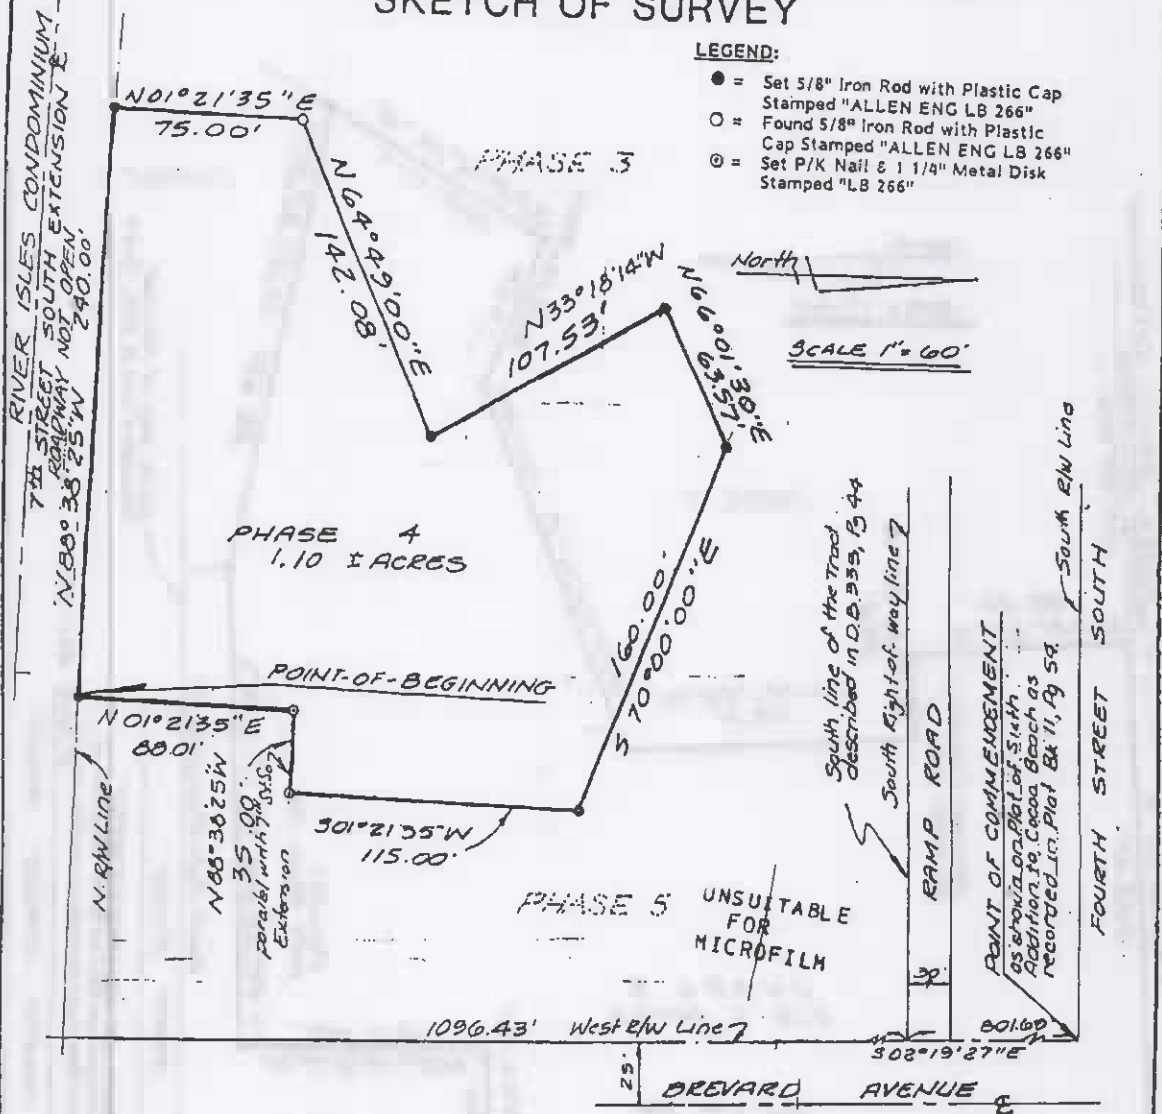 SKETCH OF SURVEY
LEGEND:
● = Set 5/8" Iron Rod with Plastic Cap
Stamped "ALLEN ENG LB 266"
O = Found 5/8" Iron Rod with Plastic
Cap Stamped "ALLEN ENG LB 266"
⊙ = Set P/K Nail & 1 1/4" Metal Disk
Stamped "LB 266"
RIVER ISLES CONDOMINIUM
7th STREET SOUTH EXTENSION ℄
ROADWAY NOT OPEN
N88°38'25"W 240.00'
N01°21'35"E
75.00'
N64°49'00"E
142.08'
PHASE 3
N33°18'14"W
107.53'
N66°01'30"E
63.57'
North
SCALE 1"=60'
PHASE 4
1.10 ± ACRES
160.00'
S 70°00'00"E
POINT-OF-BEGINNING
N01°21'35"E
88.01'
N88°38'25"W
35.00'
parallel with 7th St. So.
Extension
S01°21'35"W
115.00'
N. R/W Line
PHASE 5
UNSUITABLE
FOR
MICROFILM
South line of the Tract
described in D.B. 333, Pg 44
South Right-of-way line
RAMP ROAD
30'
POINT OF COMMENCEMENT
as shown on Plat of Sixth
Addition to Cocoa Beach as
recorded in Plat Bk 11, Pg 59.
South R/W Line
FOURTH STREET SOUTH
1096.43' West R/W Line
801.60
S02°19'27"E
25'
BREVARD AVENUE ℄